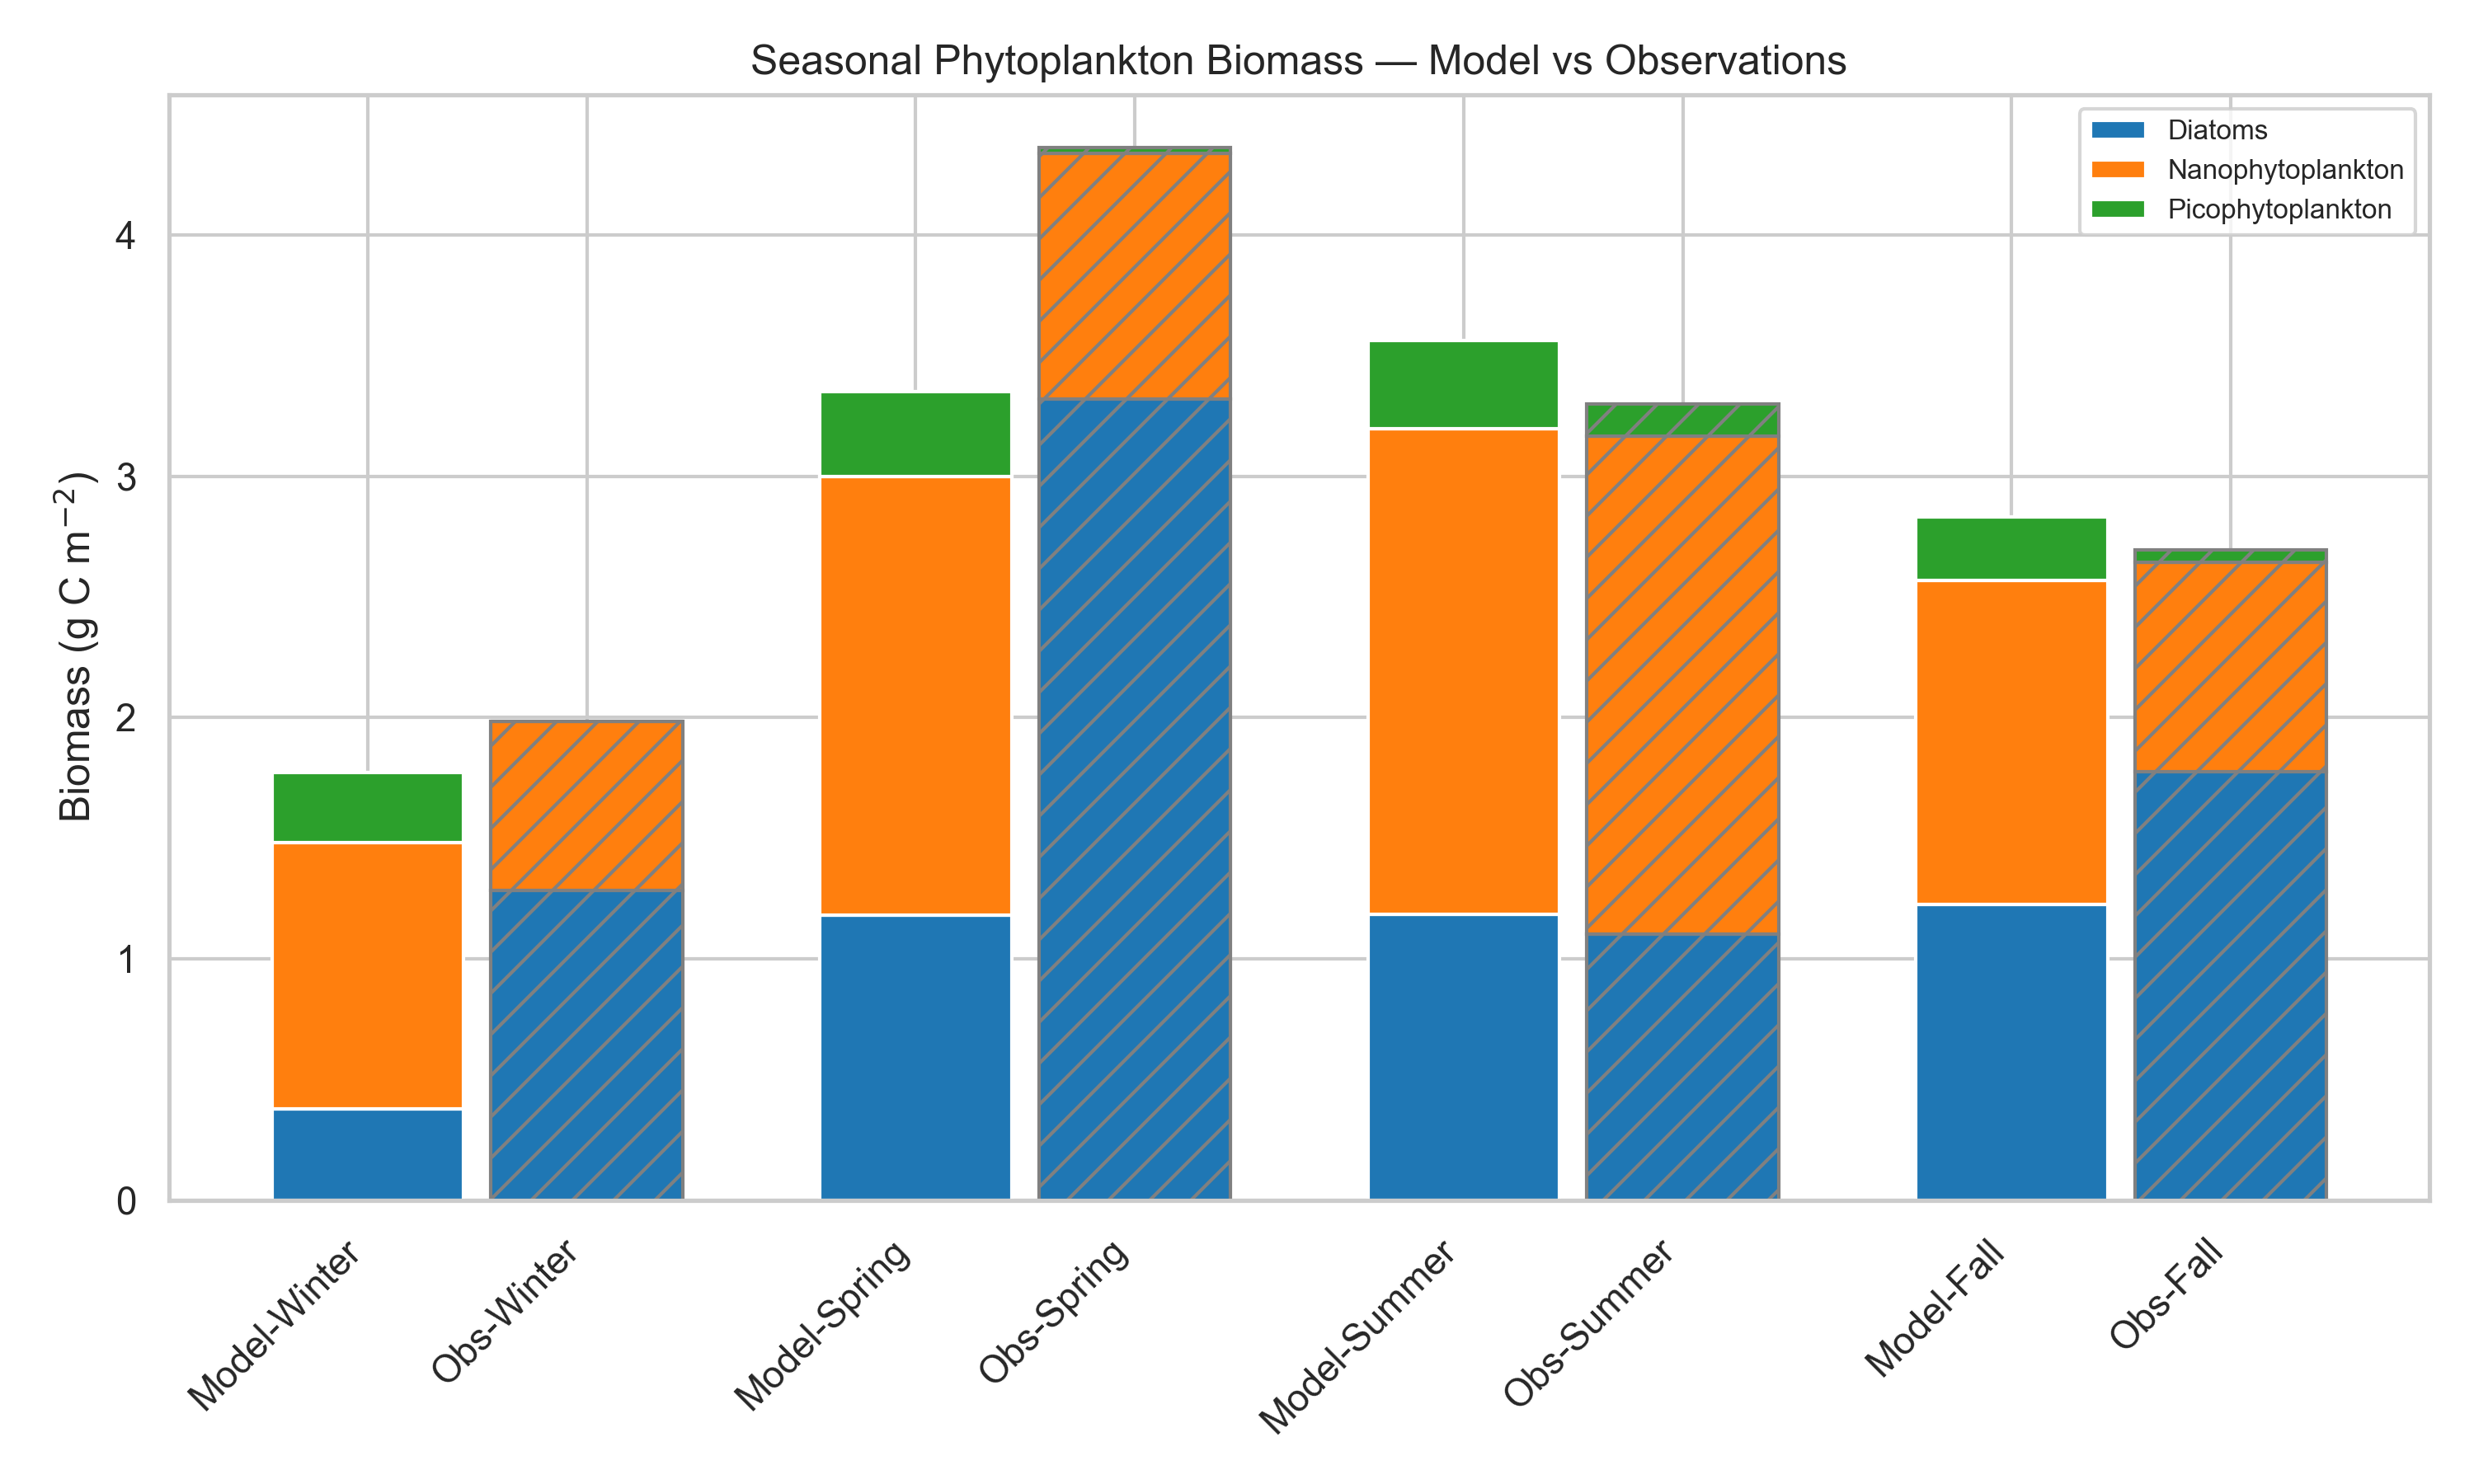 Seasonal Phytoplankton Biomass — Model vs Observations
Diatoms
Nanophytoplankton
Picophytoplankton
Biomass (g C m⁻²)
4
3
2
1
0
Model-Winter
Obs-Winter
Model-Spring
Obs-Spring
Model-Summer
Obs-Summer
Model-Fall
Obs-Fall